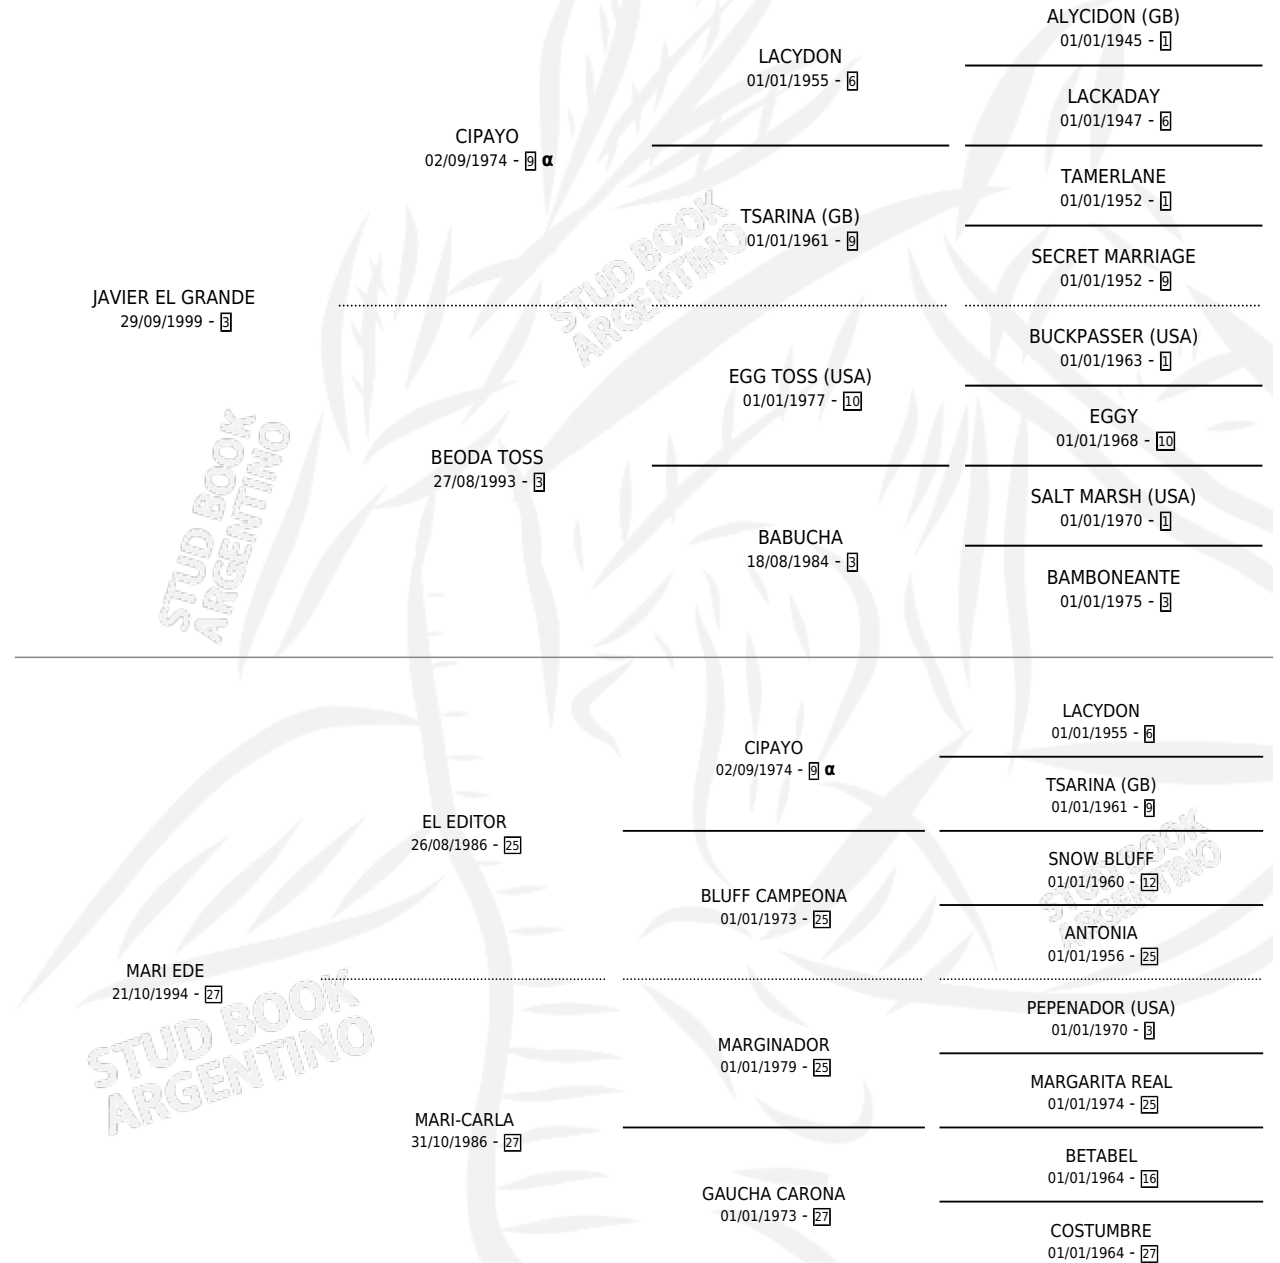 ALYCIDON (GB)
01/01/1945 - 1
LACYDON
01/01/1955 - 6
LACKADAY
01/01/1947 - 6
CIPAYO
02/09/1974 - 9 α
TAMERLANE
01/01/1952 - 1
TSARINA (GB)
01/01/1961 - 9
SECRET MARRIAGE
01/01/1952 - 9
JAVIER EL GRANDE
29/09/1999 - 3
BUCKPASSER (USA)
01/01/1963 - 1
EGG TOSS (USA)
01/01/1977 - 10
EGGY
01/01/1968 - 10
BEODA TOSS
27/08/1993 - 3
SALT MARSH (USA)
01/01/1970 - 1
BABUCHA
18/08/1984 - 3
BAMBONEANTE
01/01/1975 - 3
LACYDON
01/01/1955 - 6
CIPAYO
02/09/1974 - 9 α
TSARINA (GB)
01/01/1961 - 9
EL EDITOR
26/08/1986 - 25
SNOW BLUFF
01/01/1960 - 12
BLUFF CAMPEONA
01/01/1973 - 25
ANTONIA
01/01/1956 - 25
MARI EDE
21/10/1994 - 27
PEPENADOR (USA)
01/01/1970 - 3
MARGINADOR
01/01/1979 - 25
MARGARITA REAL
01/01/1974 - 25
MARI-CARLA
31/10/1986 - 27
BETABEL
01/01/1964 - 16
GAUCHA CARONA
01/01/1973 - 27
COSTUMBRE
01/01/1964 - 27
STUD BOOK
ARGENTINO
STUD BOOK
ARGENTINO
STUD BOOK
ARGENTINO
STUD BOOK
ARGENTINO